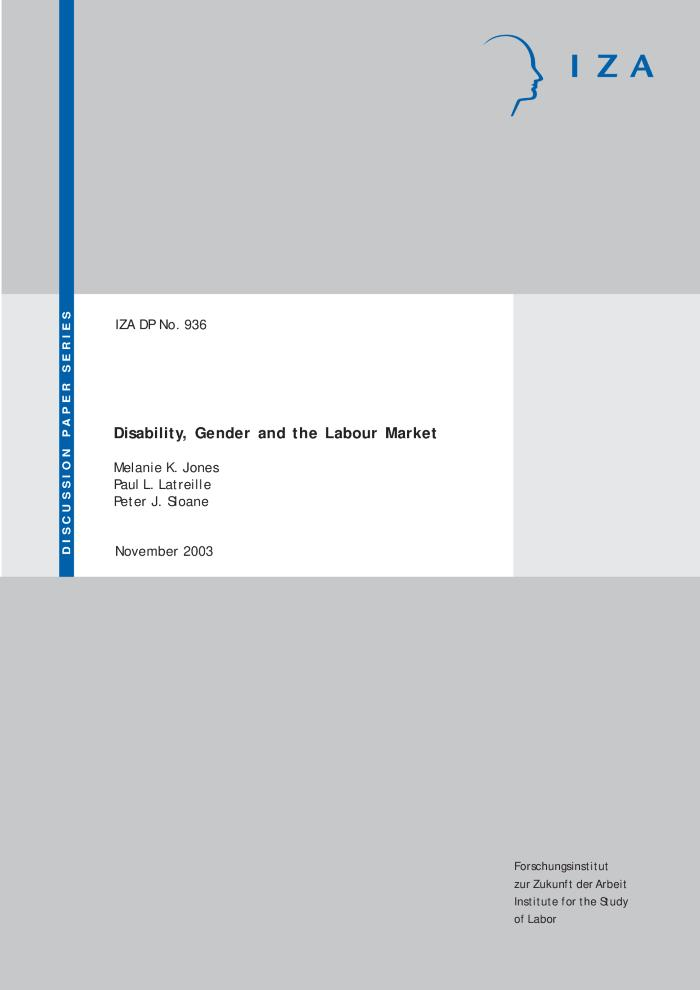 IZA
DISCUSSION PAPER SERIES
IZA DP No. 936
Disability, Gender and the Labour Market
Melanie K. Jones
Paul L. Latreille
Peter J. Sloane
November 2003
Forschungsinstitut
zur Zukunft der Arbeit
Institute for the Study
of Labor